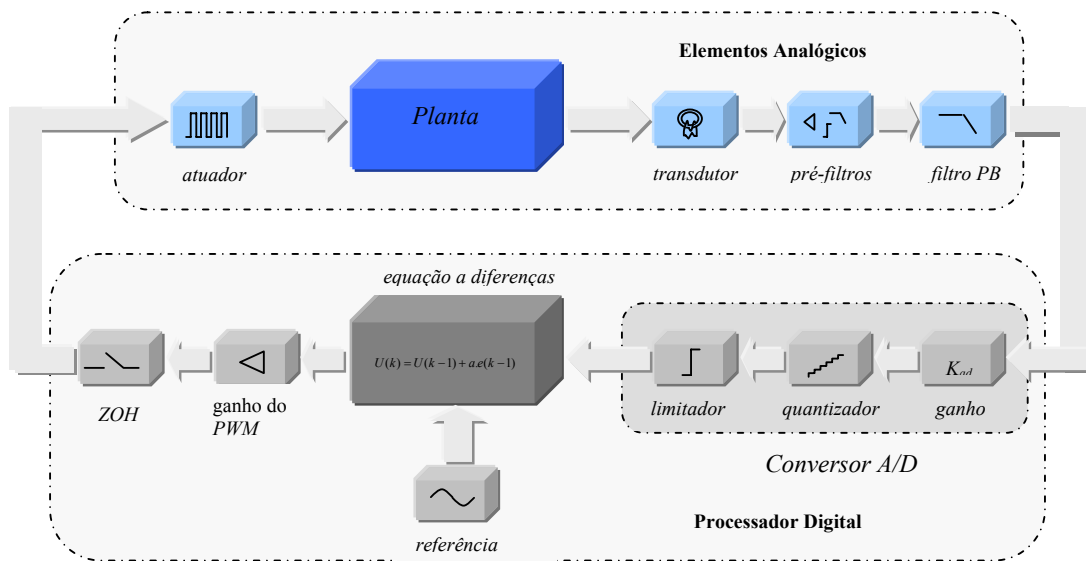 Elementos Analógicos
Planta
atuador
transdutor
pré-filtros
filtro PB
equação a diferenças
U(k) = U(k−1) + a.e(k−1)
K_ad
ZOH
ganho do
PWM
limitador
quantizador
ganho
Conversor A/D
referência
Processador Digital